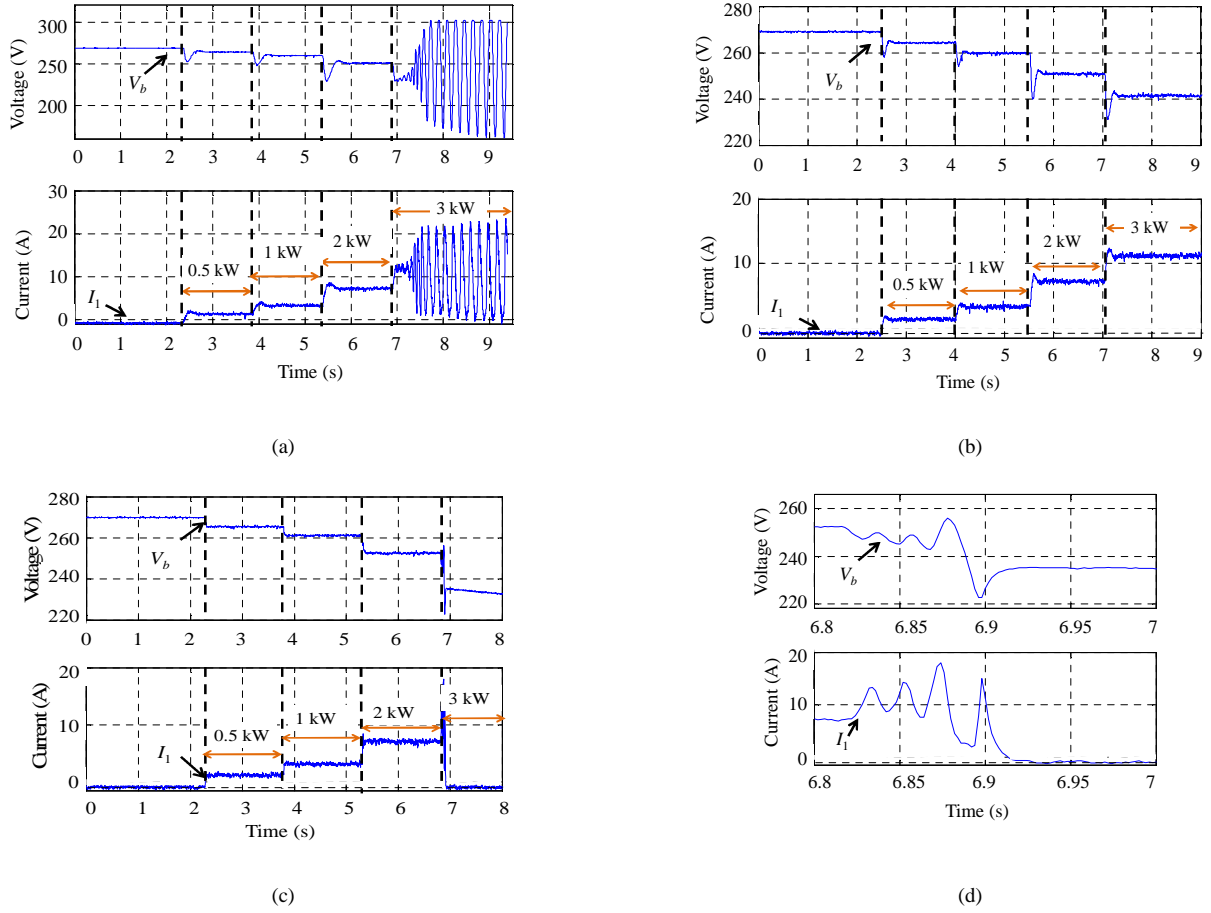 300
250
200
Voltage (V)
V_b
0 1 2 3 4 5 6 7 8 9
30
20
10
0
Current (A)
3 kW
2 kW
1 kW
0.5 kW
I_1
0 1 2 3 4 5 6 7 8 9
Time (s)
(a)
280
260
240
220
Voltage (V)
V_b
0 1 2 3 4 5 6 7 8 9
20
10
0
Current (A)
3 kW
2 kW
1 kW
0.5 kW
I_1
0 1 2 3 4 5 6 7 8 9
Time (s)
(b)
280
260
240
220
Voltage (V)
V_b
0 1 2 3 4 5 6 7 8
20
10
0
Current (A)
3 kW
2 kW
1 kW
0.5 kW
I_1
0 1 2 3 4 5 6 7 8
Time (s)
(c)
260
240
220
Voltage (V)
V_b
6.8 6.85 6.9 6.95 7
20
10
0
Current (A)
I_1
6.8 6.85 6.9 6.95 7
Time (s)
(d)